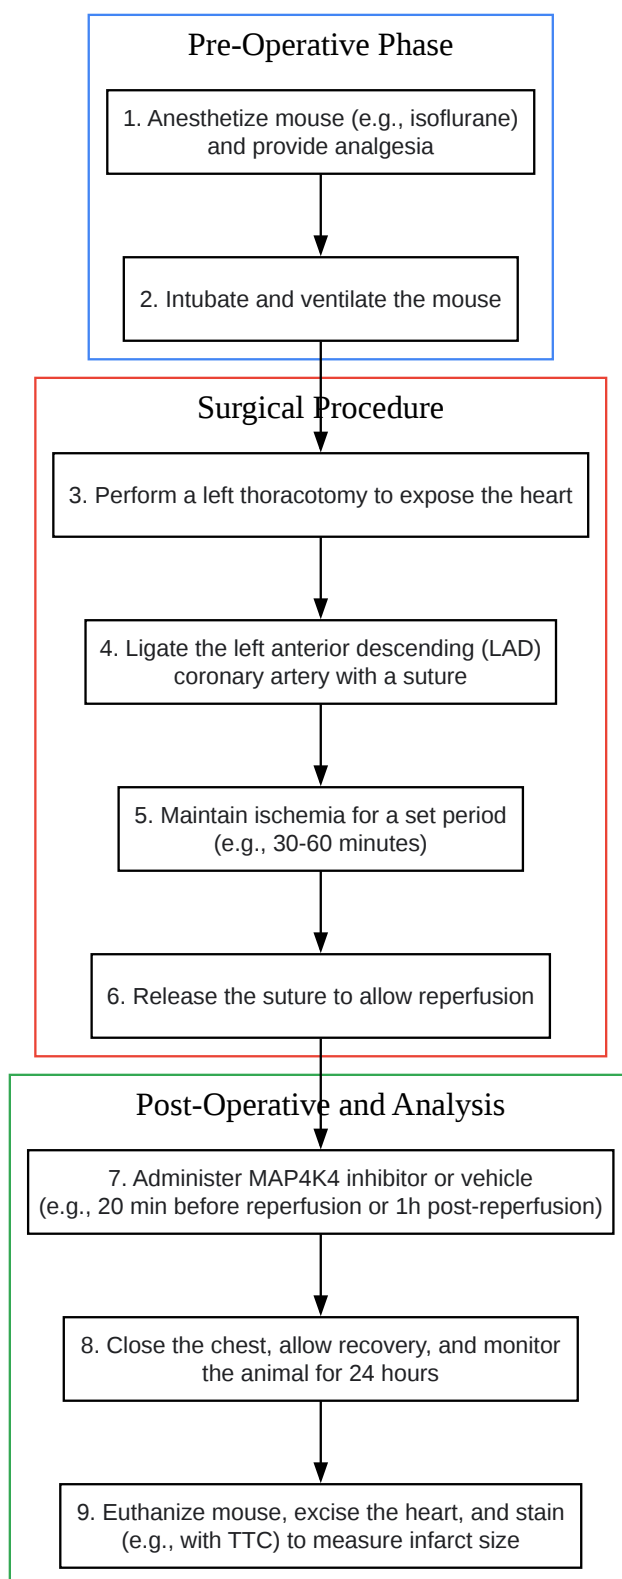 Pre-Operative Phase
1. Anesthetize mouse (e.g., isoflurane)
and provide analgesia
2. Intubate and ventilate the mouse
Surgical Procedure
3. Perform a left thoracotomy to expose the heart
4. Ligate the left anterior descending (LAD)
coronary artery with a suture
5. Maintain ischemia for a set period
(e.g., 30-60 minutes)
6. Release the suture to allow reperfusion
Post-Operative and Analysis
7. Administer MAP4K4 inhibitor or vehicle
(e.g., 20 min before reperfusion or 1h post-reperfusion)
8. Close the chest, allow recovery, and monitor
the animal for 24 hours
9. Euthanize mouse, excise the heart, and stain
(e.g., with TTC) to measure infarct size